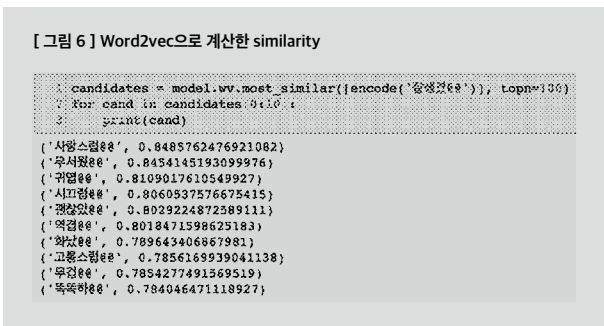 [ 그림 6 ] Word2vec으로 계산한 similarity
1 candidates = model.wv.most_similar([encode('잘생겼@@')], topn=100)
2 for cand in candidates[0:10]:
3 print(cand)
('사랑스럽@@', 0.8485762476921082)
('무서웠@@', 0.8454145193099976)
('귀엽@@', 0.8109017610549927)
('시끄럽@@', 0.8060537576675415)
('괜찮았@@', 0.8029224872589111)
('역겹@@', 0.8018471598625183)
('화났@@', 0.789643406867981)
('고통스럽@@', 0.7856169939041138)
('무겁@@', 0.7854277491569519)
('똑똑하@@', 0.784046471118927)